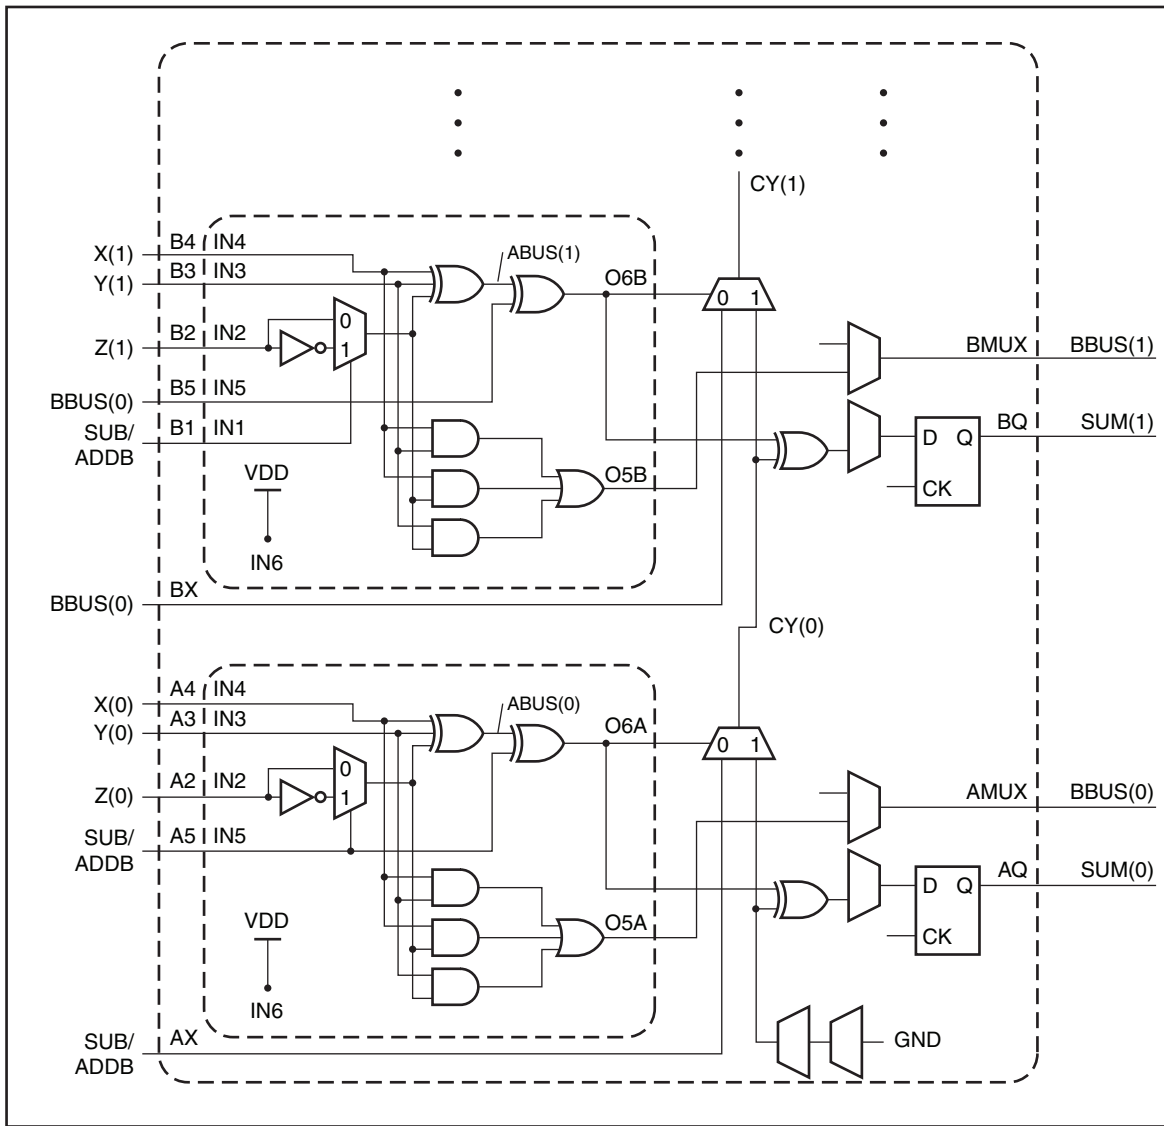 CY(1)
X(1) B4 IN4
Y(1) B3 IN3
ABUS(1)
O6B
0 1
Z(1) B2 IN2
0
1
BMUX BBUS(1)
BBUS(0) B5 IN5
SUB/
ADDB
B1 IN1
D Q
CK
BQ SUM(1)
VDD
IN6
O5B
BBUS(0) BX
CY(0)
X(0) A4 IN4
Y(0) A3 IN3
ABUS(0)
O6A
0 1
Z(0) A2 IN2
0
1
AMUX BBUS(0)
SUB/
ADDB
A5 IN5
D Q
CK
AQ SUM(0)
VDD
IN6
O5A
SUB/
ADDB
AX
GND